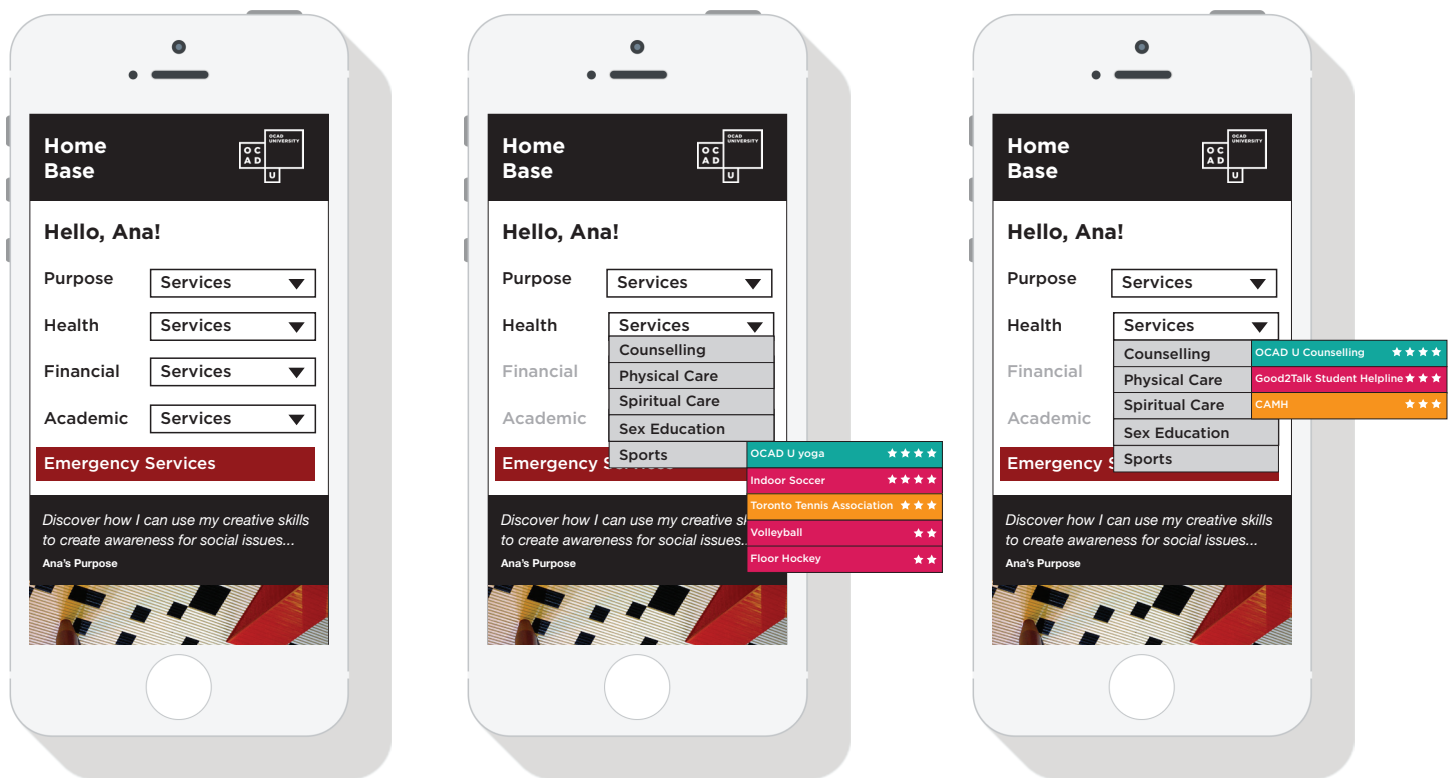 Home
Base
OCAD
UNIVERSITY
O C
A D
U
Hello, Ana!
Purpose
Services
Health
Services
Financial
Services
Academic
Services
Emergency Services
Discover how I can use my creative skills
to create awareness for social issues...
Ana's Purpose
Home
Base
OCAD
UNIVERSITY
O C
A D
U
Hello, Ana!
Purpose
Services
Health
Services
Counselling
Financial
Physical Care
Spiritual Care
Academic
Sex Education
Sports
Emergency S
OCAD U yoga
Indoor Soccer
Toronto Tennis Association
Volleyball
Floor Hockey
Discover how I can use my creative sk
to create awareness for social issues..
Ana's Purpose
Home
Base
OCAD
UNIVERSITY
O C
A D
U
Hello, Ana!
Purpose
Services
Health
Services
Counselling
OCAD U Counselling
Financial
Physical Care
Good2Talk Student Helpline
Spiritual Care
CAMH
Academic
Sex Education
Sports
Emergency S
Discover how I can use my creative skills
to create awareness for social issues...
Ana's Purpose